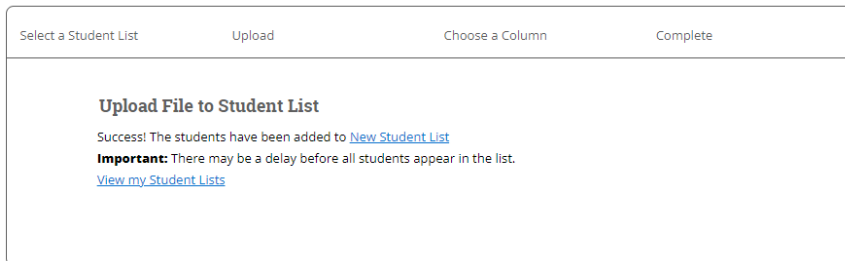 Select a Student List Upload Choose a Column Complete
Upload File to Student List
Success! The students have been added to New Student List
Important: There may be a delay before all students appear in the list.
View my Student Lists